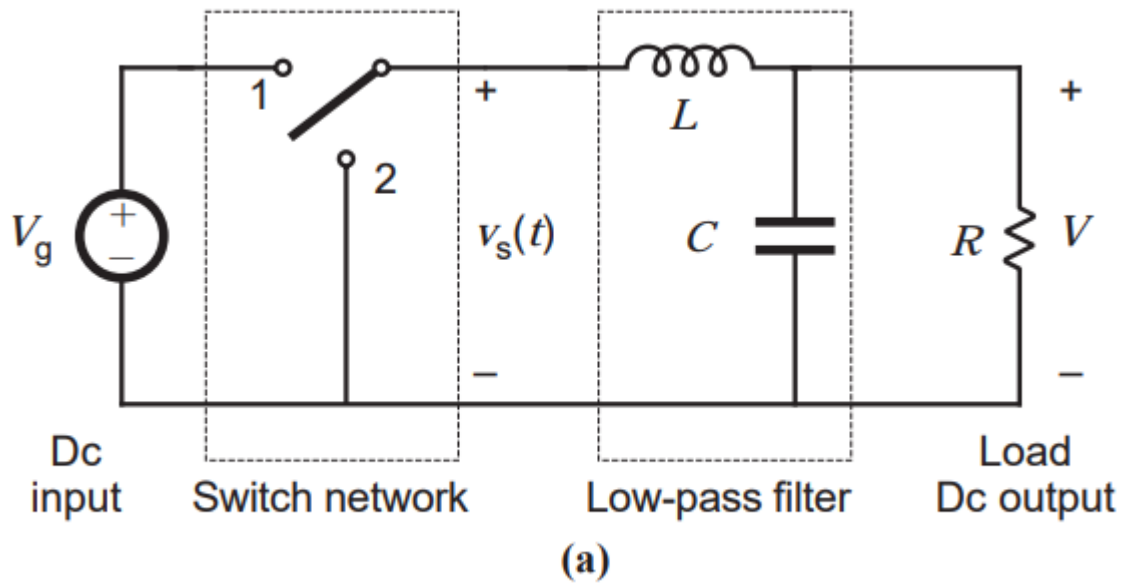 1
2
+
−
V_g
+
−
v_s(t)
L
C
R
+
V
−
Dc
input
Switch network
Low-pass filter
Load
Dc output
(a)